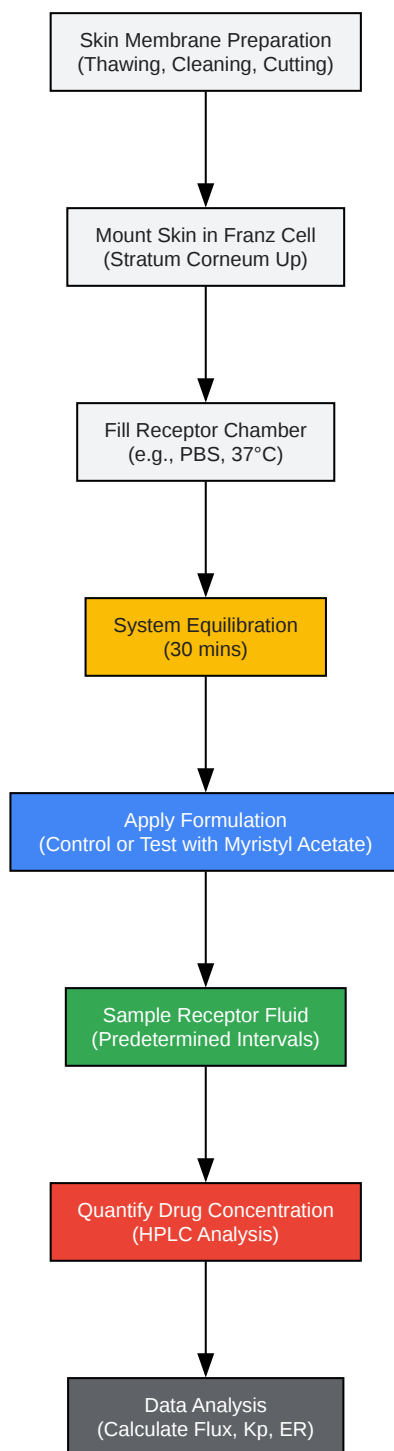 Skin Membrane Preparation
(Thawing, Cleaning, Cutting)
Mount Skin in Franz Cell
(Stratum Corneum Up)
Fill Receptor Chamber
(e.g., PBS, 37°C)
System Equilibration
(30 mins)
Apply Formulation
(Control or Test with Myristyl Acetate)
Sample Receptor Fluid
(Predetermined Intervals)
Quantify Drug Concentration
(HPLC Analysis)
Data Analysis
(Calculate Flux, Kp, ER)